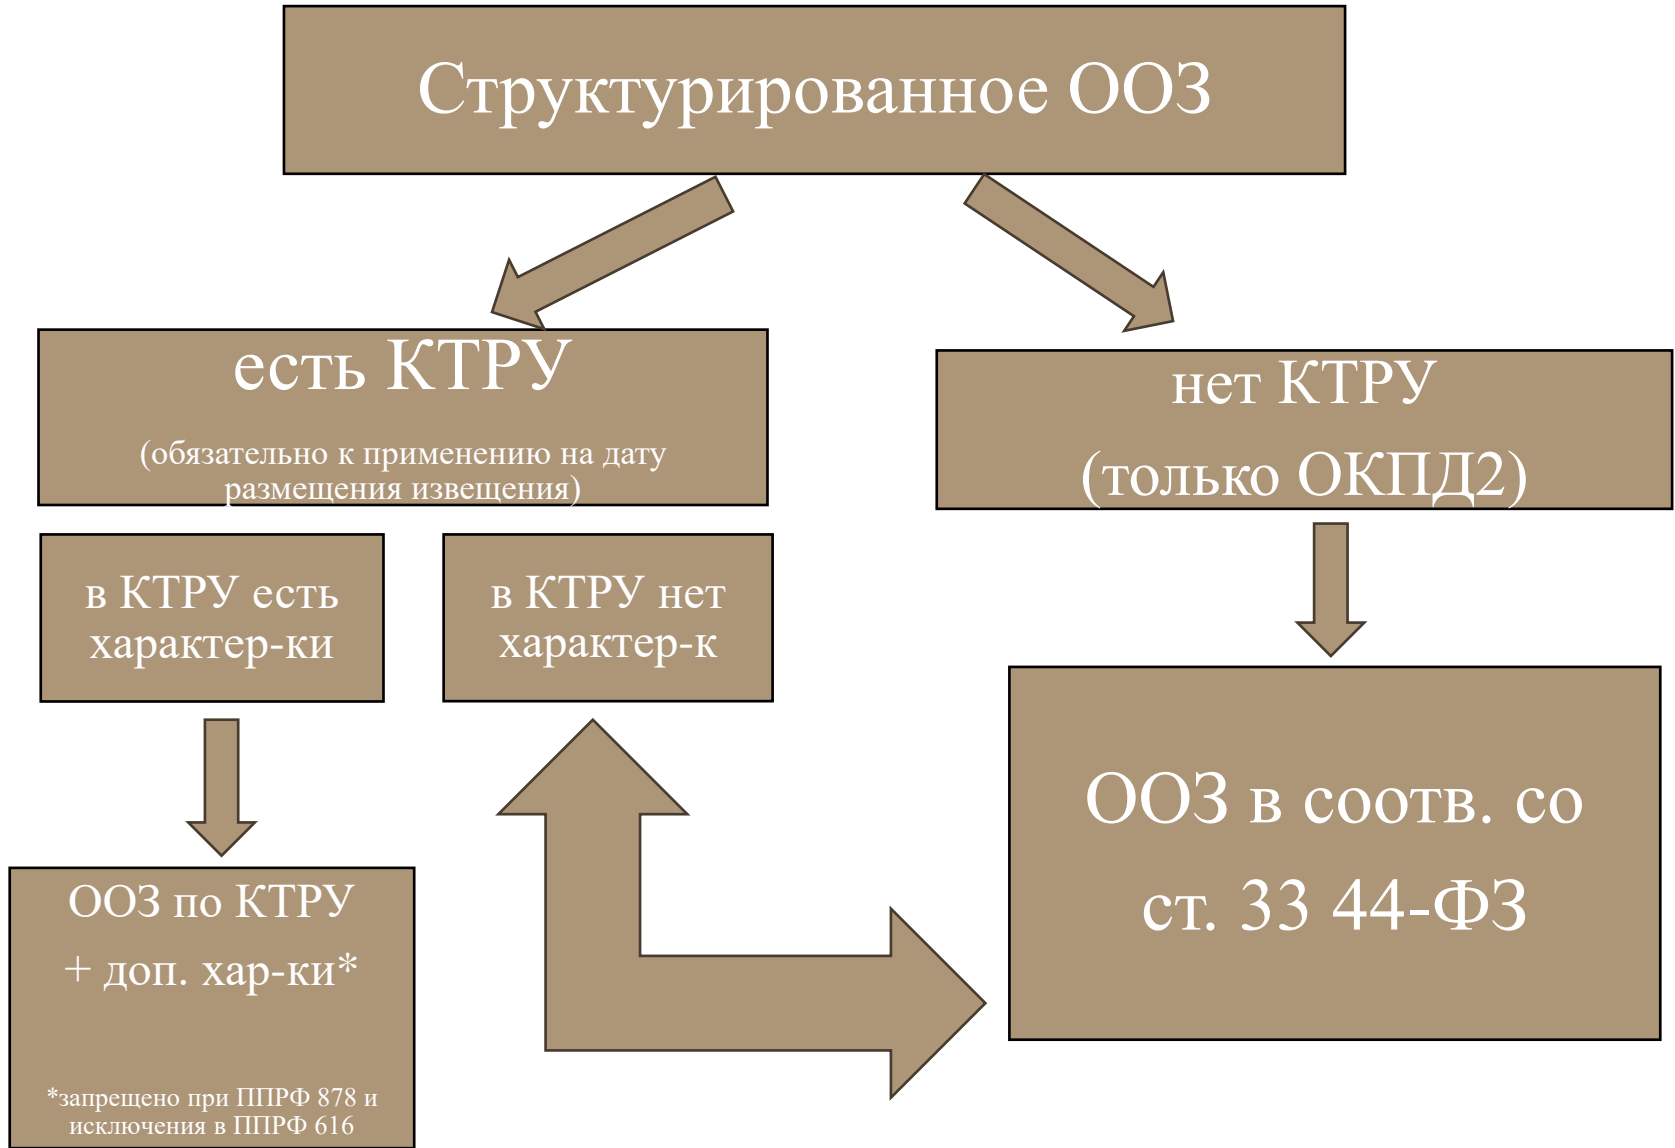 Структурированное ООЗ
есть КТРУ
(обязательно к применению на дату
размещения извещения)
нет КТРУ
(только ОКПД2)
в КТРУ есть
характер-ки
в КТРУ нет
характер-к
ООЗ по КТРУ
+ доп. хар-ки*
*запрещено при ППРФ 878 и
исключения в ППРФ 616
ООЗ в соотв. со
ст. 33 44-ФЗ